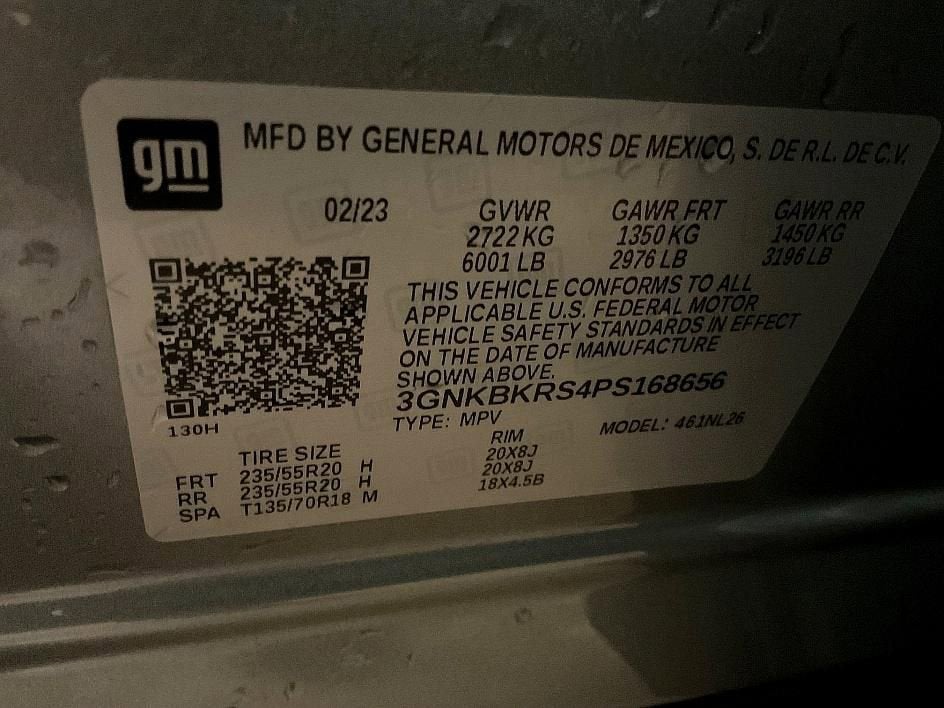 gm MFD BY GENERAL MOTORS DE MEXICO, S. DE R.L. DE C.V.
02/23 GVWR GAWR FRT GAWR RR
2722 KG 1350 KG 1450 KG
6001 LB 2976 LB 3196 LB
THIS VEHICLE CONFORMS TO ALL
APPLICABLE U.S. FEDERAL MOTOR
VEHICLE SAFETY STANDARDS IN EFFECT
ON THE DATE OF MANUFACTURE
SHOWN ABOVE.
3GNKBKRS4PS168656
130H TYPE: MPV MODEL: 461NL26
TIRE SIZE RIM
FRT 235/55R20 H 20X8J
RR 235/55R20 H 20X8J
SPA T135/70R18 M 18X4.5B